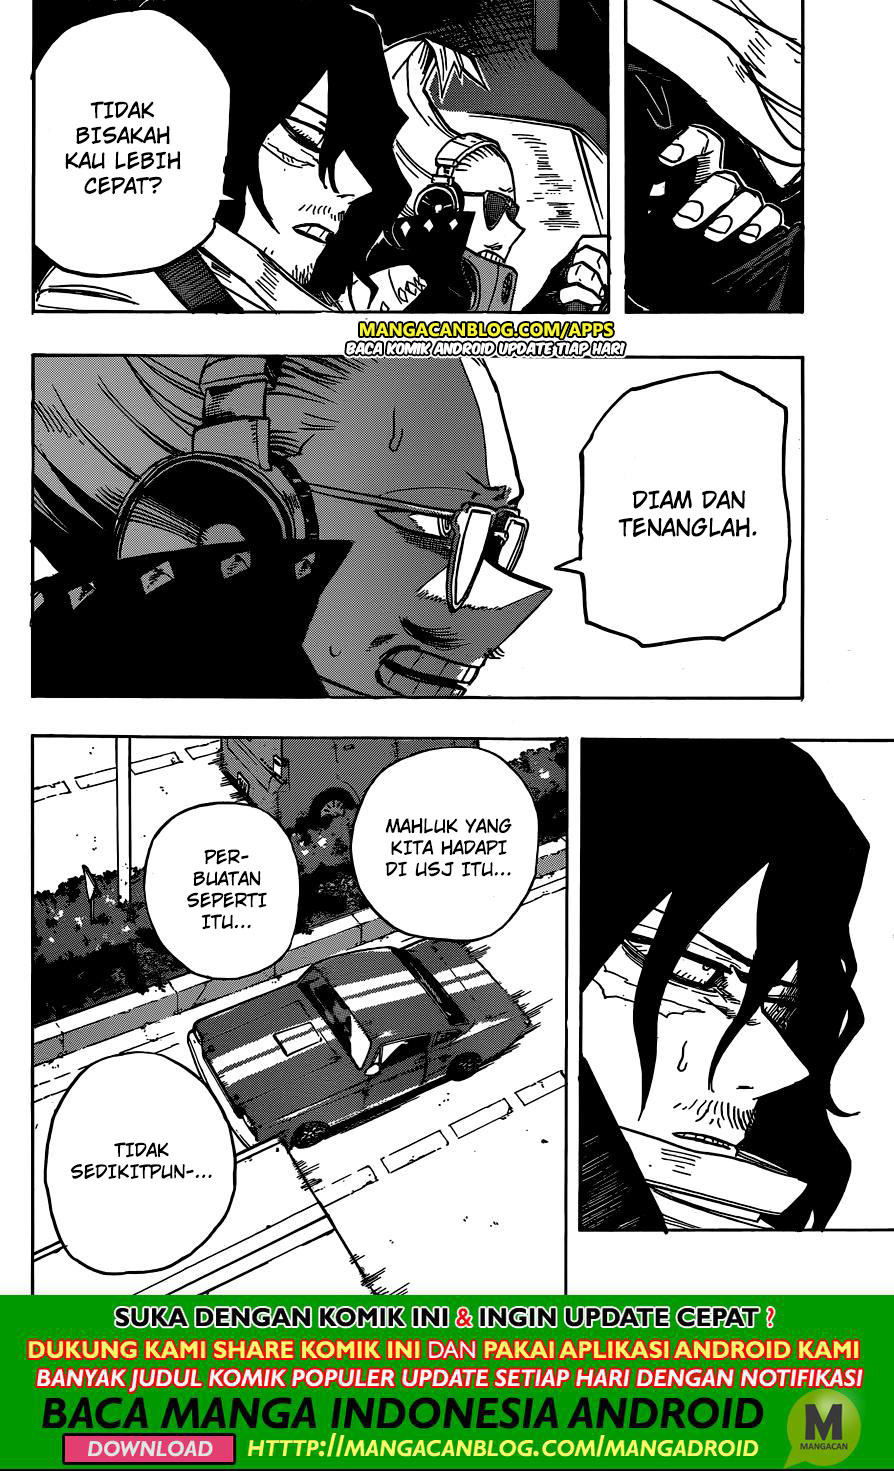 TIDAK
BISAKAH
KAU LEBIH
CEPAT?
MANGACANBLOG.COM/APPS
BACA KOMIK ANDROID UPDATE TIAP HARI
DIAM DAN
TENANGLAH.
MAHLUK YANG
KITA HADAPI
DI USJ ITU...
PER-
BUATAN
SEPERTI
ITU...
TIDAK
SEDIKITPUN-...
SUKA DENGAN KOMIK INI & INGIN UPDATE CEPAT ?
DUKUNG KAMI SHARE KOMIK INI DAN PAKAI APLIKASI ANDROID KAMI
BANYAK JUDUL KOMIK POPULER UPDATE SETIAP HARI DENGAN NOTIFIKASI
BACA MANGA INDONESIA ANDROID
DOWNLOAD HTTTP://MANGACANBLOG.COM/MANGADROID
M
MANGACAN